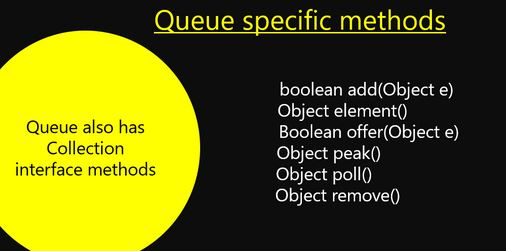 Queue specific methods
Queue also has
Collection
interface methods
boolean add(Object e)
Object element()
Boolean offer(Object e)
Object peak()
Object poll()
Object remove()